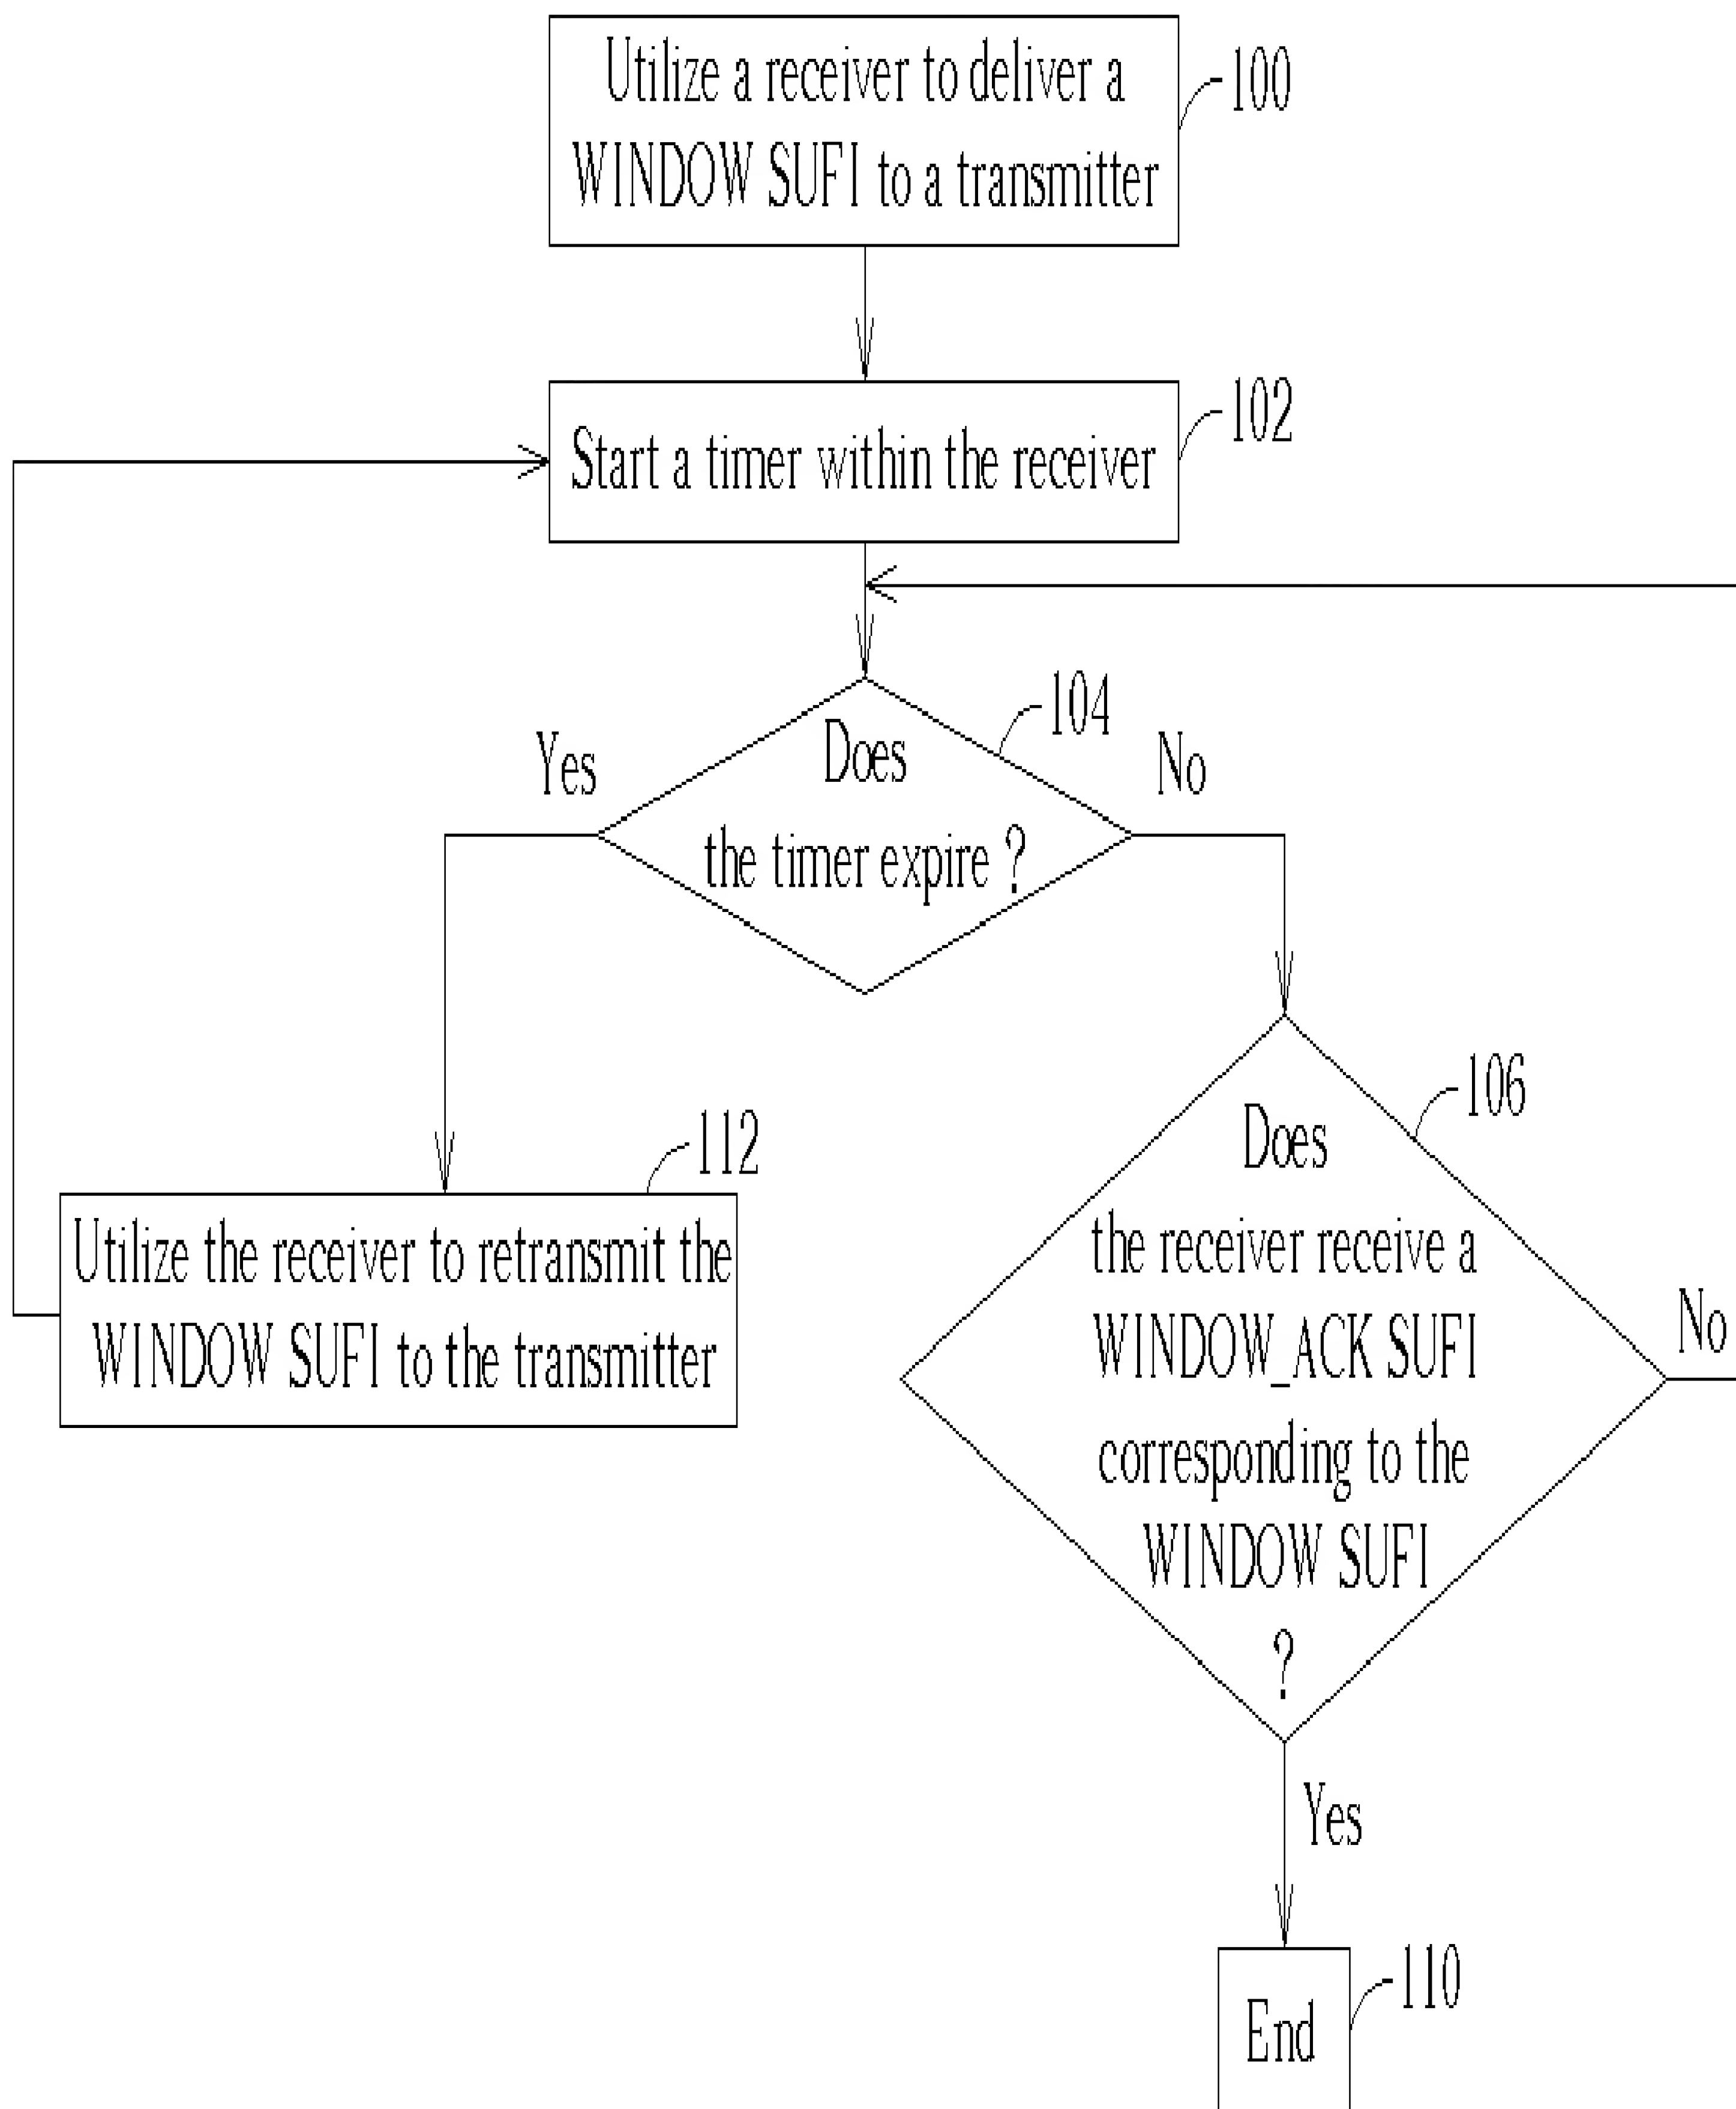 Utilize a receiver to deliver a
WINDOW SUFI to a transmitter
100
Start a timer within the receiver
102
104
Yes
No
Does
the timer expire ?
106
112
Does
the receiver receive a
WINDOW_ACK SUFI
corresponding to the
WINDOW SUFI
?
No
Utilize the receiver to retransmit the
WINDOW SUFI to the transmitter
Yes
110
End